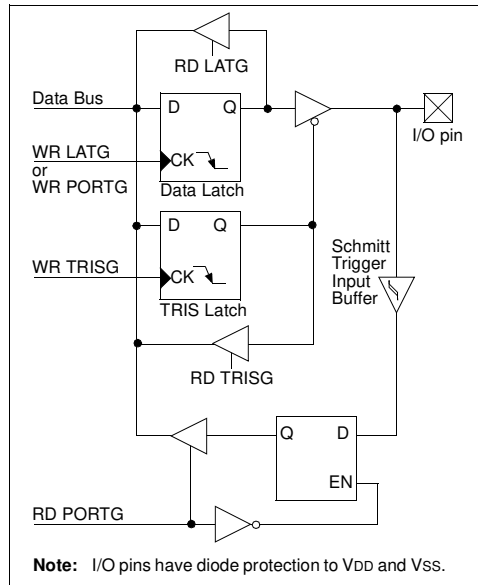 RD LATG
Data Bus
D Q
I/O pin
WR LATG
or
WR PORTG
CK
Data Latch
D Q
WR TRISG
CK
TRIS Latch
Schmitt
Trigger
Input
Buffer
RD TRISG
Q D
EN
RD PORTG
Note: I/O pins have diode protection to VDD and VSS.